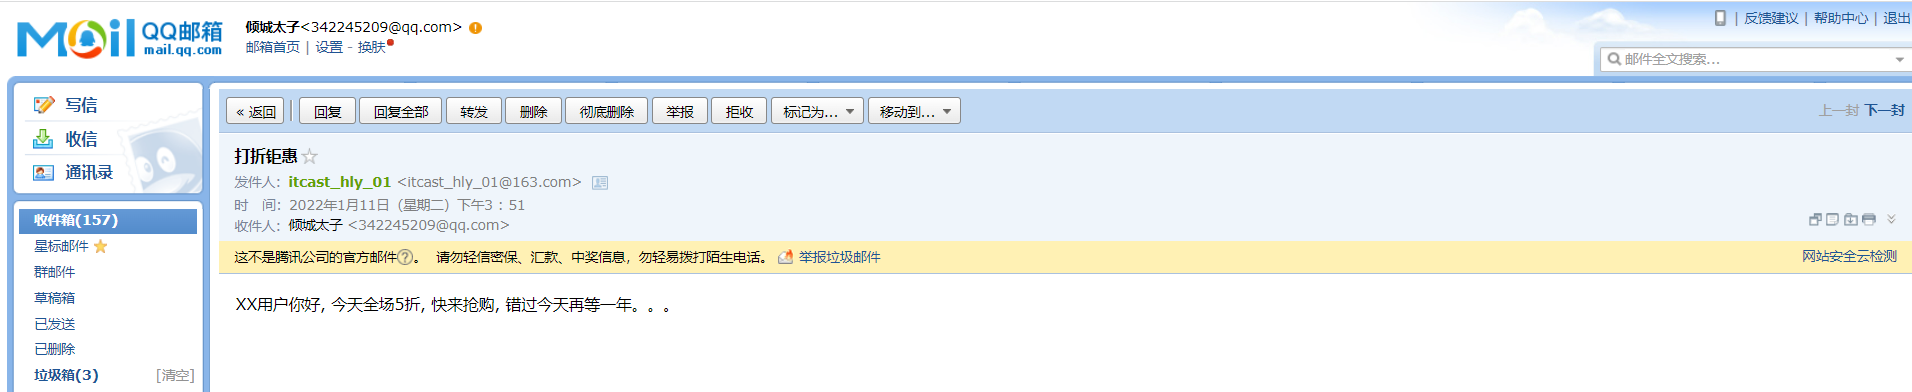 Mail QQ邮箱
mail.qq.com
倾城太子<342245209@qq.com>
邮箱首页 | 设置 - 换肤
反馈建议 | 帮助中心 | 退出
邮件全文搜索...
写信
收信
通讯录
收件箱(157)
星标邮件
群邮件
草稿箱
已发送
已删除
垃圾箱(3) [清空]
« 返回 回复 回复全部 转发 删除 彻底删除 举报 拒收 标记为... 移动到...
上一封 下一封
打折钜惠
发件人：itcast_hly_01 <itcast_hly_01@163.com>
时 间：2022年1月11日（星期二）下午3：51
收件人：倾城太子 <342245209@qq.com>
这不是腾讯公司的官方邮件?。 请勿轻信密保、汇款、中奖信息，勿轻易拨打陌生电话。 举报垃圾邮件
网站安全云检测
XX用户你好, 今天全场5折, 快来抢购, 错过今天再等一年。。。